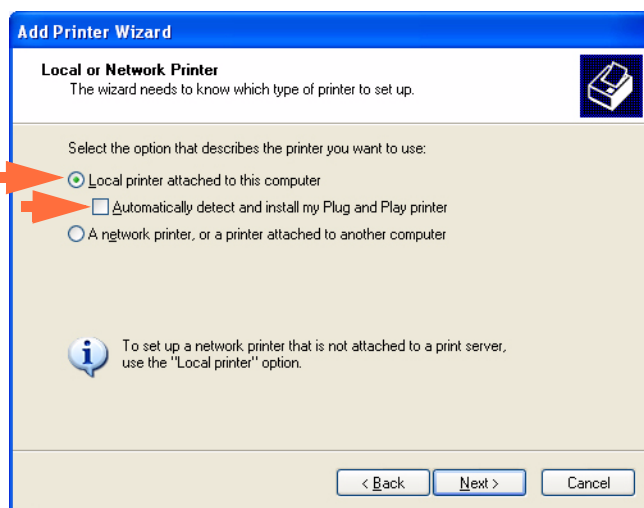 Add Printer Wizard
Local or Network Printer
The wizard needs to know which type of printer to set up.
Select the option that describes the printer you want to use:
Local printer attached to this computer
Automatically detect and install my Plug and Play printer
A network printer, or a printer attached to another computer
To set up a network printer that is not attached to a print server,
use the "Local printer" option.
< Back Next > Cancel